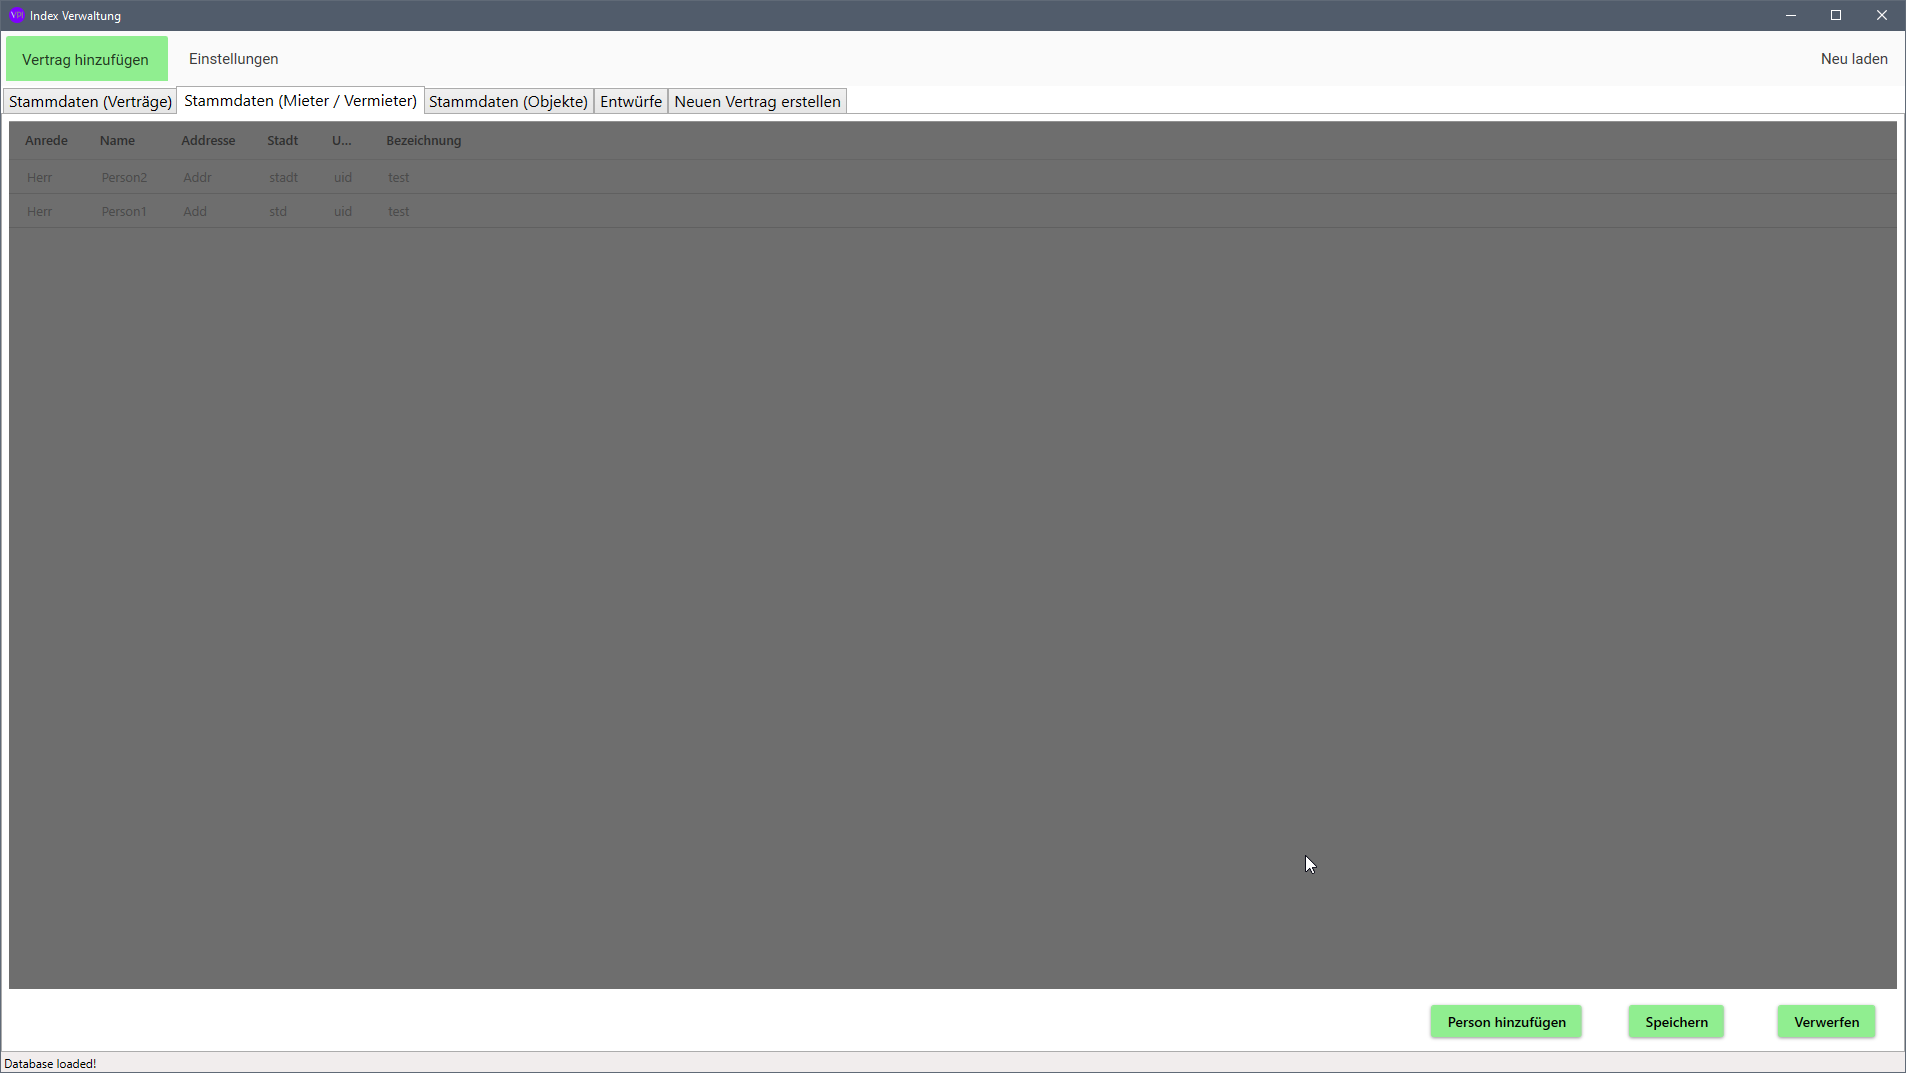 VPI Index Verwaltung
Vertrag hinzufügen Einstellungen Neu laden
Stammdaten (Verträge) Stammdaten (Mieter / Vermieter) Stammdaten (Objekte) Entwürfe Neuen Vertrag erstellen
Anrede Name Addresse Stadt U... Bezeichnung
Herr Person2 Addr stadt uid test
Herr Person1 Add std uid test
Person hinzufügen Speichern Verwerfen
Database loaded!